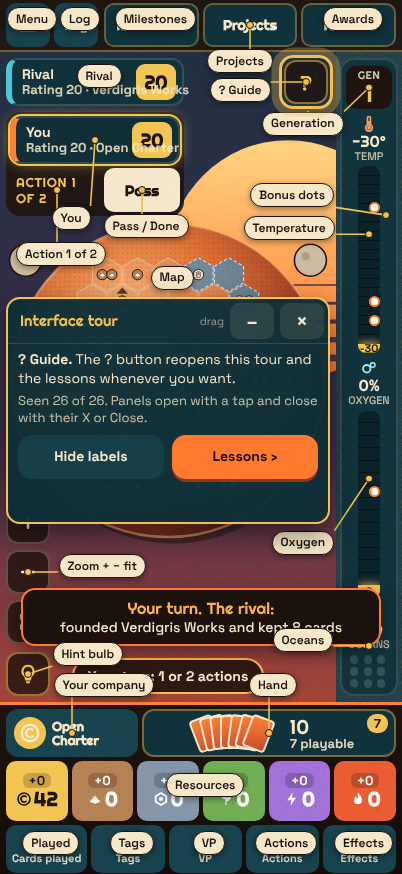 Menu
Log
Milestones
Projects
Awards
Projects
? Guide
?
Generation
GEN
1
Rival
Rating 20 · Verdigris Works
20
Rival
You
Rating 20 · Open Charter
20
ACTION 1
OF 2
Pass
You
Pass / Done
Action 1 of 2
Map
-30°
TEMP
Bonus dots
Temperature
-30
0%
OXYGEN
Interface tour
drag
–
×
? Guide. The ? button reopens this tour and
the lessons whenever you want.
Seen 26 of 26. Panels open with a tap and close
with their X or Close.
Hide labels
Lessons >
Oxygen
Zoom + − fit
Your turn. The rival:
founded Verdigris Works and kept 8 cards
Oceans
Hint bulb
1 or 2 actions
Your company
Hand
© Open
Charter
10
7 playable
7
+0
© 42
+0
0
+0
0
Resources
0
+0
0
+0
0
Played
Cards played
Tags
Tags
VP
VP
Actions
Actions
Effects
Effects